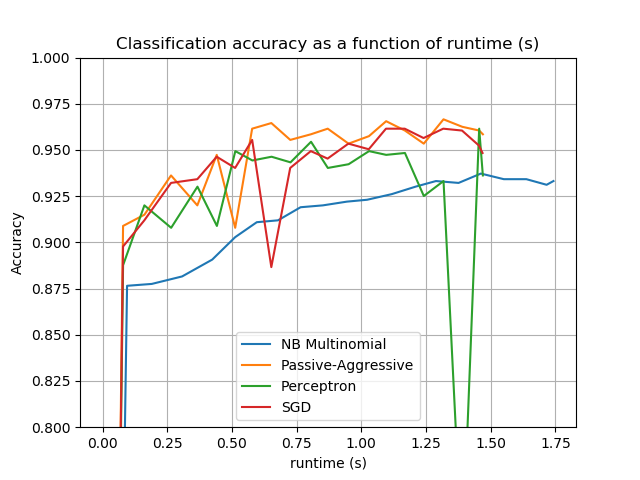 Classification accuracy as a function of runtime (s)
1.000
0.975
0.950
0.925
0.900
0.875
0.850
0.825
0.800
Accuracy
NB Multinomial
Passive-Aggressive
Perceptron
SGD
0.00 0.25 0.50 0.75 1.00 1.25 1.50 1.75
runtime (s)